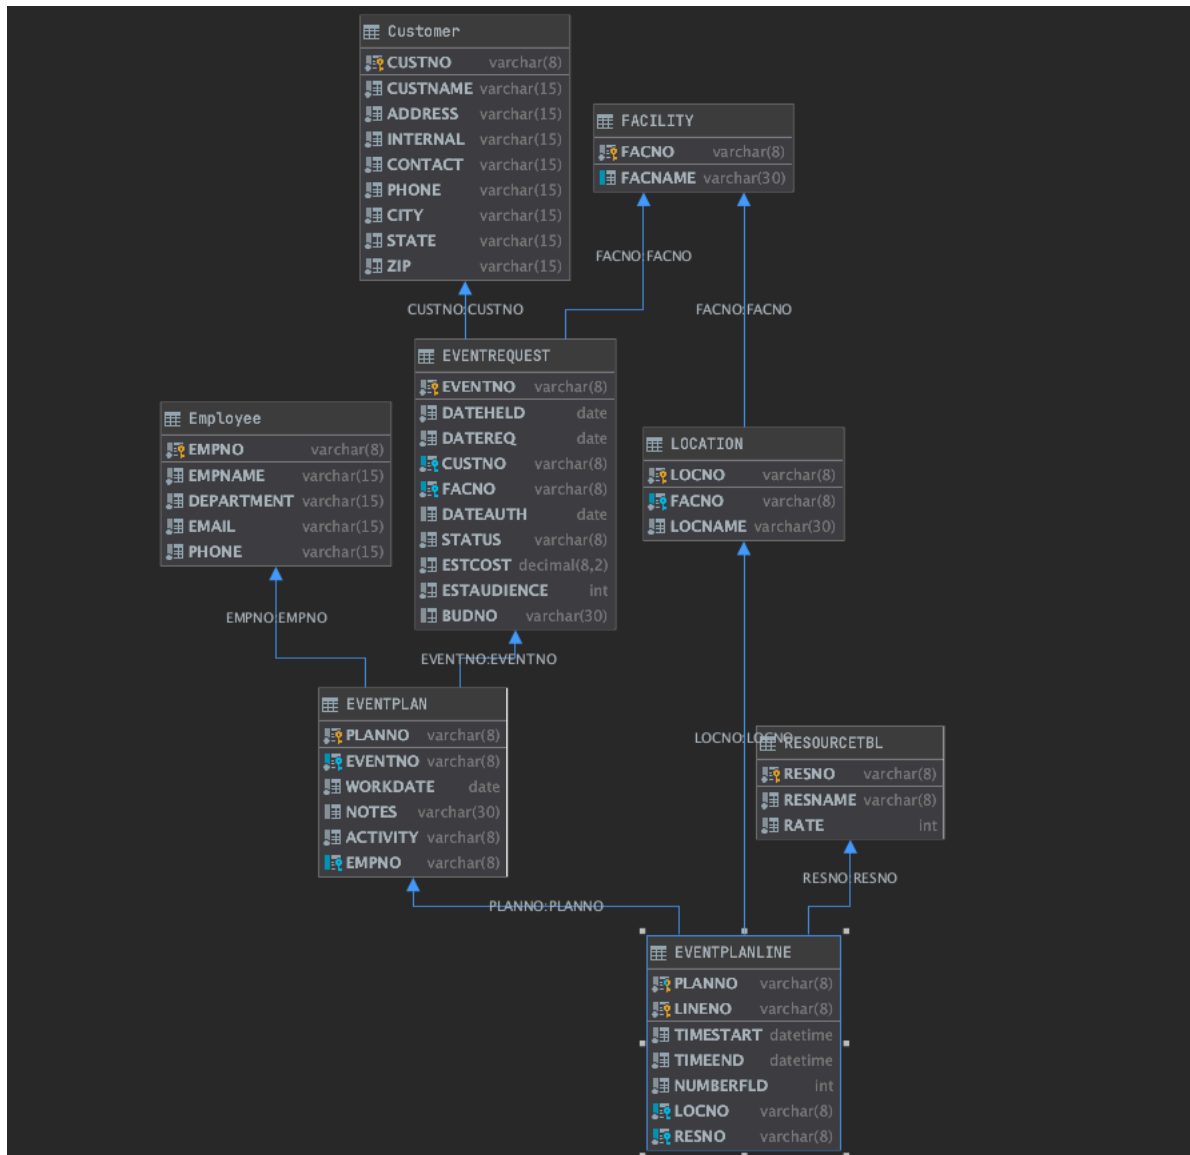 Customer
CUSTNO varchar(8)
CUSTNAME varchar(15)
ADDRESS varchar(15)
INTERNAL varchar(15)
CONTACT varchar(15)
PHONE varchar(15)
CITY varchar(15)
STATE varchar(15)
ZIP varchar(15)
FACILITY
FACNO varchar(8)
FACNAME varchar(30)
FACNO:FACNO
CUSTNO:CUSTNO
FACNO:FACNO
EVENTREQUEST
EVENTNO varchar(8)
DATEHELD date
DATEREQ date
CUSTNO varchar(8)
FACNO varchar(8)
DATEAUTH date
STATUS varchar(8)
ESTCOST decimal(8,2)
ESTAUDIENCE int
BUDNO varchar(30)
Employee
EMPNO varchar(8)
EMPNAME varchar(15)
DEPARTMENT varchar(15)
EMAIL varchar(15)
PHONE varchar(15)
LOCATION
LOCNO varchar(8)
FACNO varchar(8)
LOCNAME varchar(30)
EMPNO:EMPNO
EVENTNO:EVENTNO
EVENTPLAN
PLANNO varchar(8)
EVENTNO varchar(8)
WORKDATE date
NOTES varchar(30)
ACTIVITY varchar(8)
EMPNO varchar(8)
LOCNO:LOCNO
RESOURCETBL
RESNO varchar(8)
RESNAME varchar(8)
RATE int
RESNO:RESNO
PLANNO:PLANNO
EVENTPLANLINE
PLANNO varchar(8)
LINENO varchar(8)
TIMESTART datetime
TIMEEND datetime
NUMBERFLD int
LOCNO varchar(8)
RESNO varchar(8)